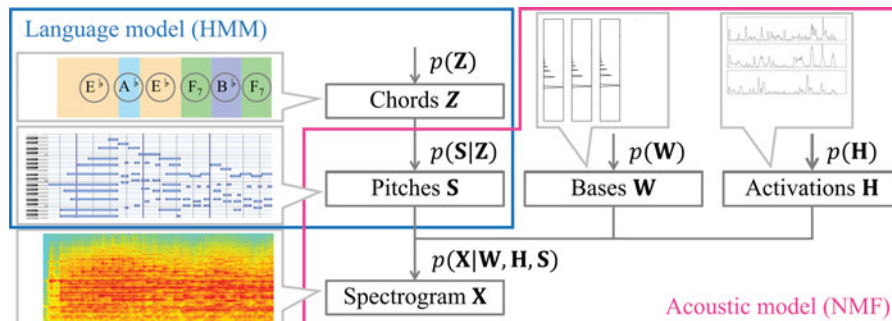 Language model (HMM)
E♭ A♭ E♭ F7 B♭ F7
p(Z)
Chords Z
p(S|Z)
Pitches S
p(W)
Bases W
p(H)
Activations H
p(X|W, H, S)
Spectrogram X
Acoustic model (NMF)